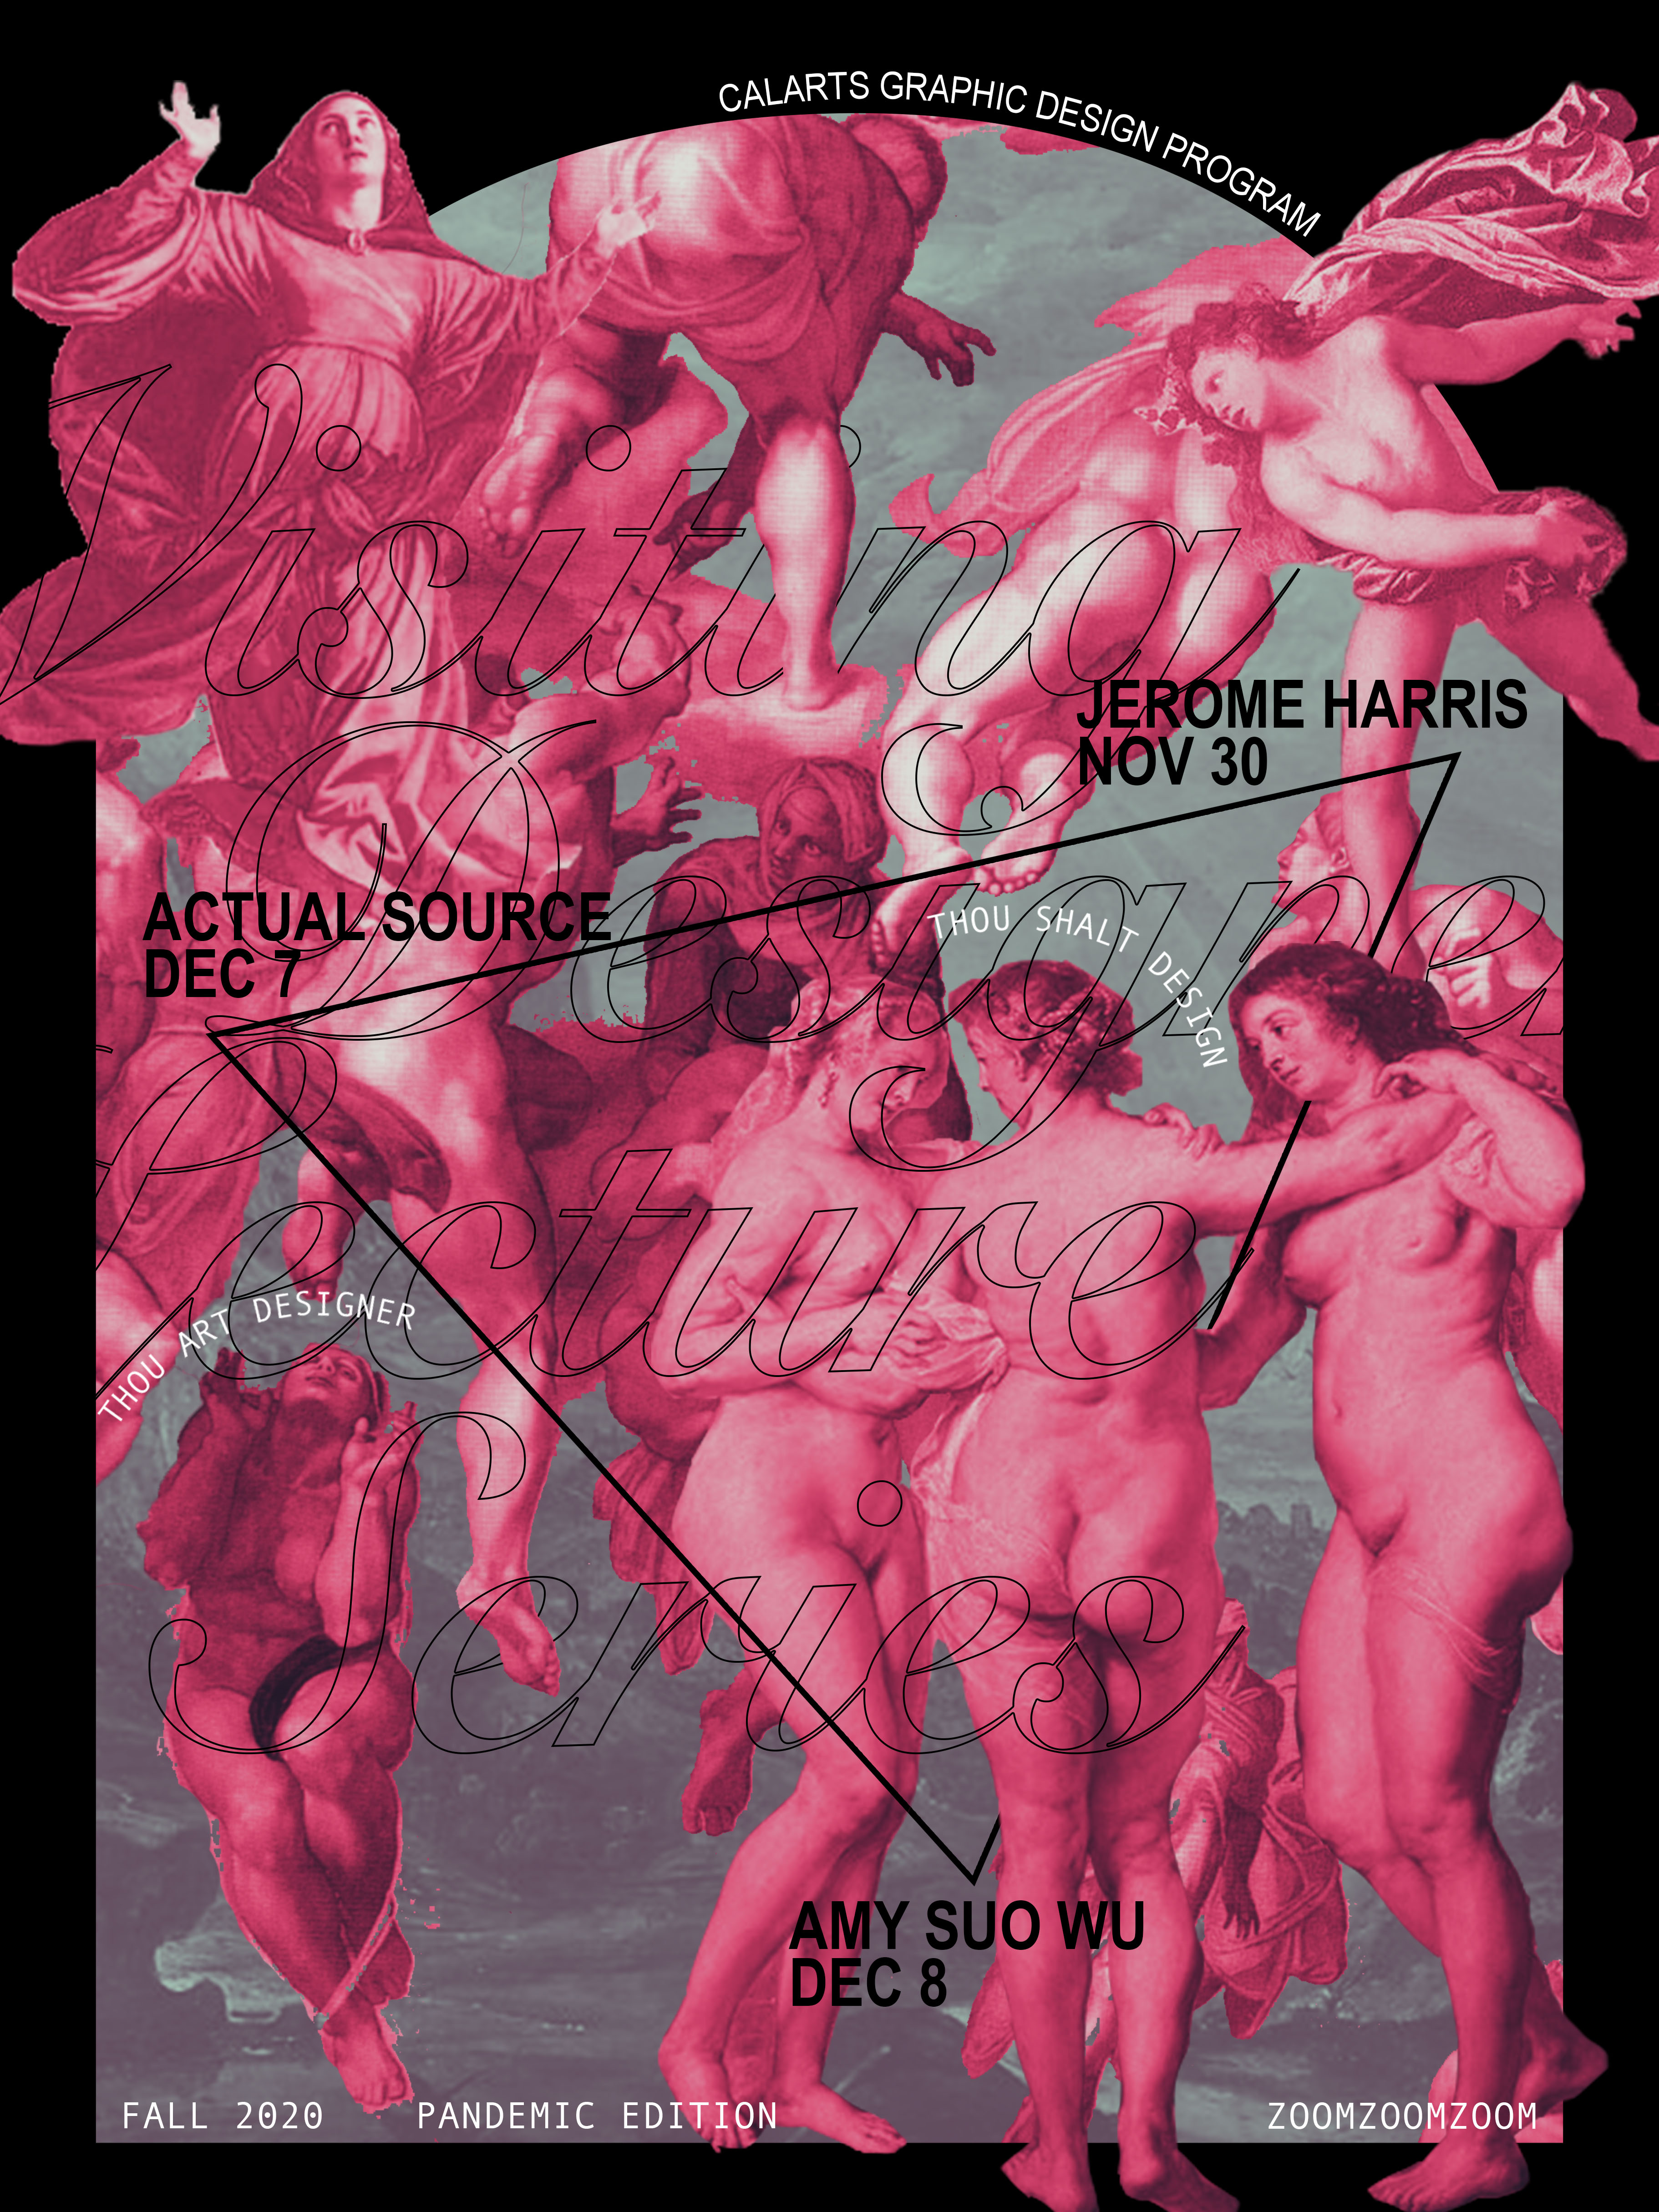 CALARTS GRAPHIC DESIGN PROGRAM
Visiting
Designe
Lecture
Series
JEROME HARRIS
NOV 30
ACTUAL SOURCE
DEC 7
THOU SHALT DESIGN
THOU ART DESIGNER
AMY SUO WU
DEC 8
FALL 2020 PANDEMIC EDITION ZOOMZOOMZOOM